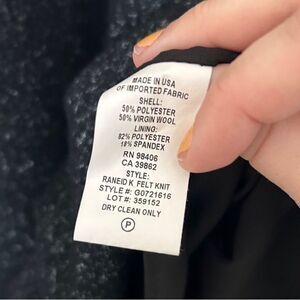 MADE IN USA
OF IMPORTED FABRIC
SHELL:
50% POLYESTER
50% VIRGIN WOOL
LINING:
82% POLYESTER
18% SPANDEX
RN 98406
CA 39862
STYLE:
RANEID K. FELT KNIT
STYLE #: G0721616
LOT #: 359152
DRY CLEAN ONLY
P